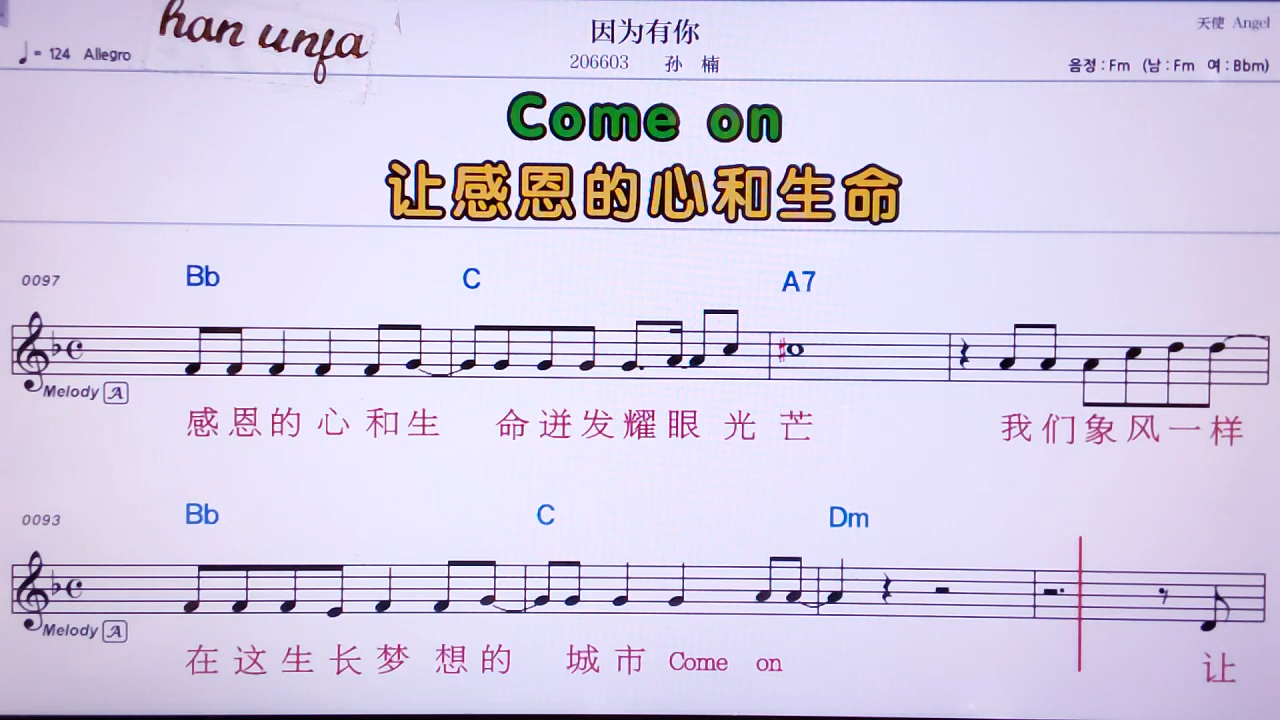 han unja
♩= 124 Allegro
因为有你
206603 孙 楠
天使 Angel
음정 : Fm (남 : Fm 여 : Bbm)
Come on
让感恩的心和生命
0097 Bb C A7
Melody A
感恩的心和生 命迸发耀眼光芒 我们象风一样
0093 Bb C Dm
Melody A
在这生长梦想的 城市 Come on 让